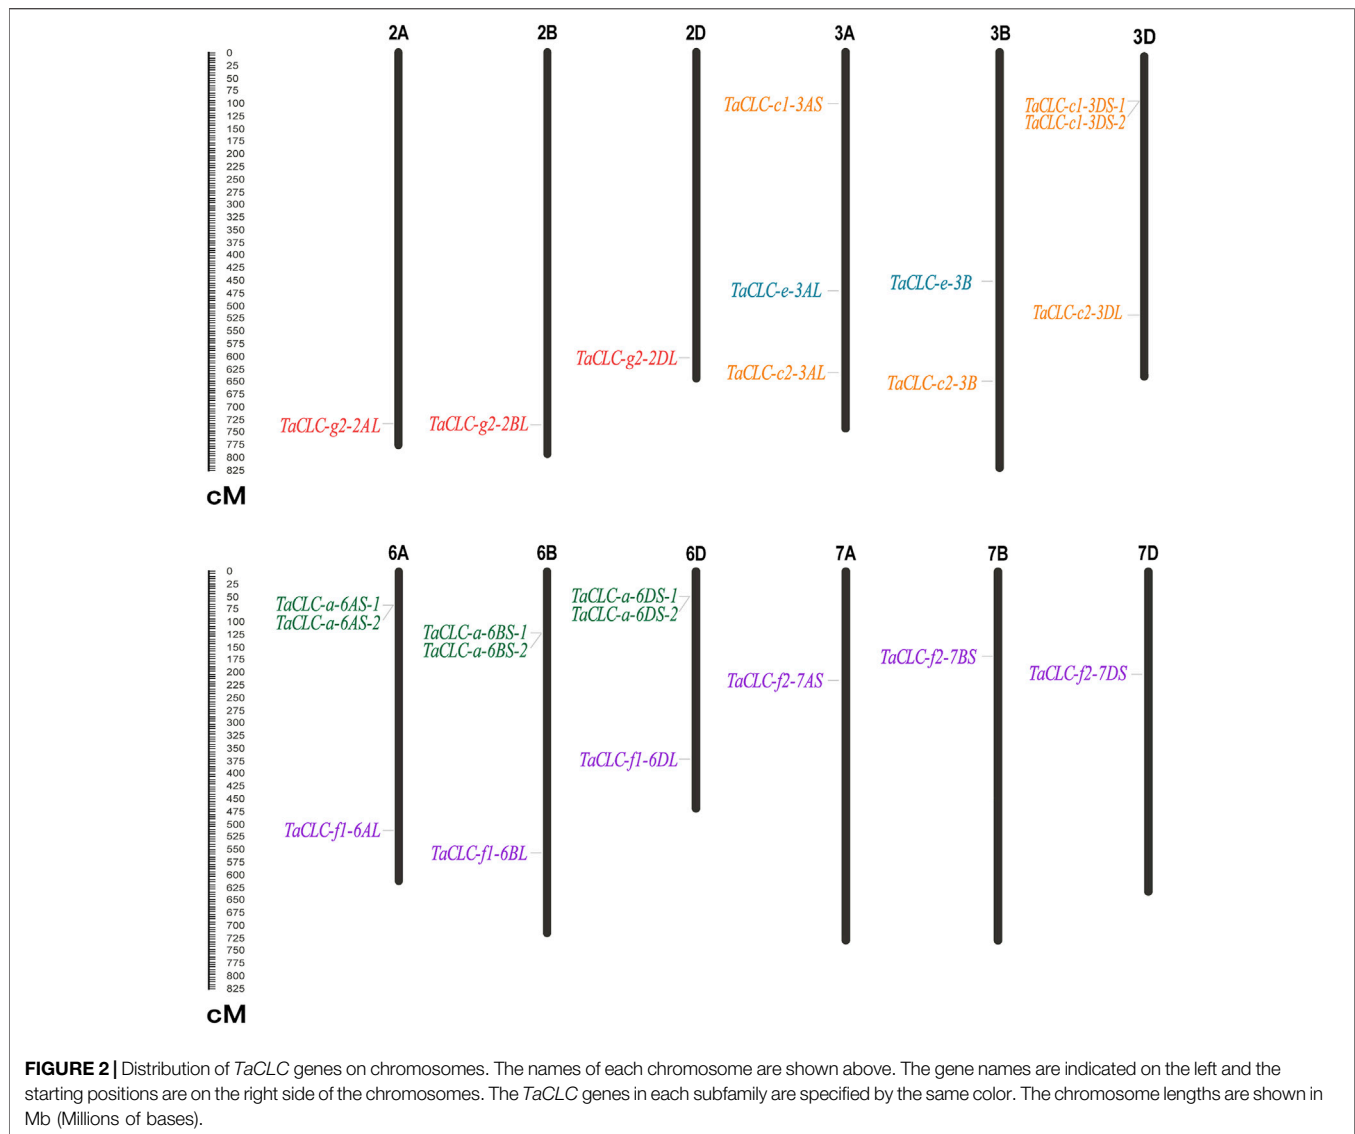 2A 2B 2D 3A 3B 3D
0
25
50
75
100
125
150
175
200
225
250
275
300
325
350
375
400
425
450
475
500
525
550
575
600
625
650
675
700
725
750
775
800
825
cM
TaCLC-g2-2AL
TaCLC-g2-2BL
TaCLC-g2-2DL
TaCLC-c1-3AS
TaCLC-e-3AL
TaCLC-c2-3AL
TaCLC-e-3B
TaCLC-c2-3B
TaCLC-c1-3DS-1
TaCLC-c1-3DS-2
TaCLC-c2-3DL
6A 6B 6D 7A 7B 7D
0
25
50
75
100
125
150
175
200
225
250
275
300
325
350
375
400
425
450
475
500
525
550
575
600
625
650
675
700
725
750
775
800
825
cM
TaCLC-a-6AS-1
TaCLC-a-6AS-2
TaCLC-f1-6AL
TaCLC-a-6BS-1
TaCLC-a-6BS-2
TaCLC-f1-6BL
TaCLC-a-6DS-1
TaCLC-a-6DS-2
TaCLC-f1-6DL
TaCLC-f2-7AS
TaCLC-f2-7BS
TaCLC-f2-7DS
FIGURE 2 | Distribution of TaCLC genes on chromosomes. The names of each chromosome are shown above. The gene names are indicated on the left and the
starting positions are on the right side of the chromosomes. The TaCLC genes in each subfamily are specified by the same color. The chromosome lengths are shown in
Mb (Millions of bases).